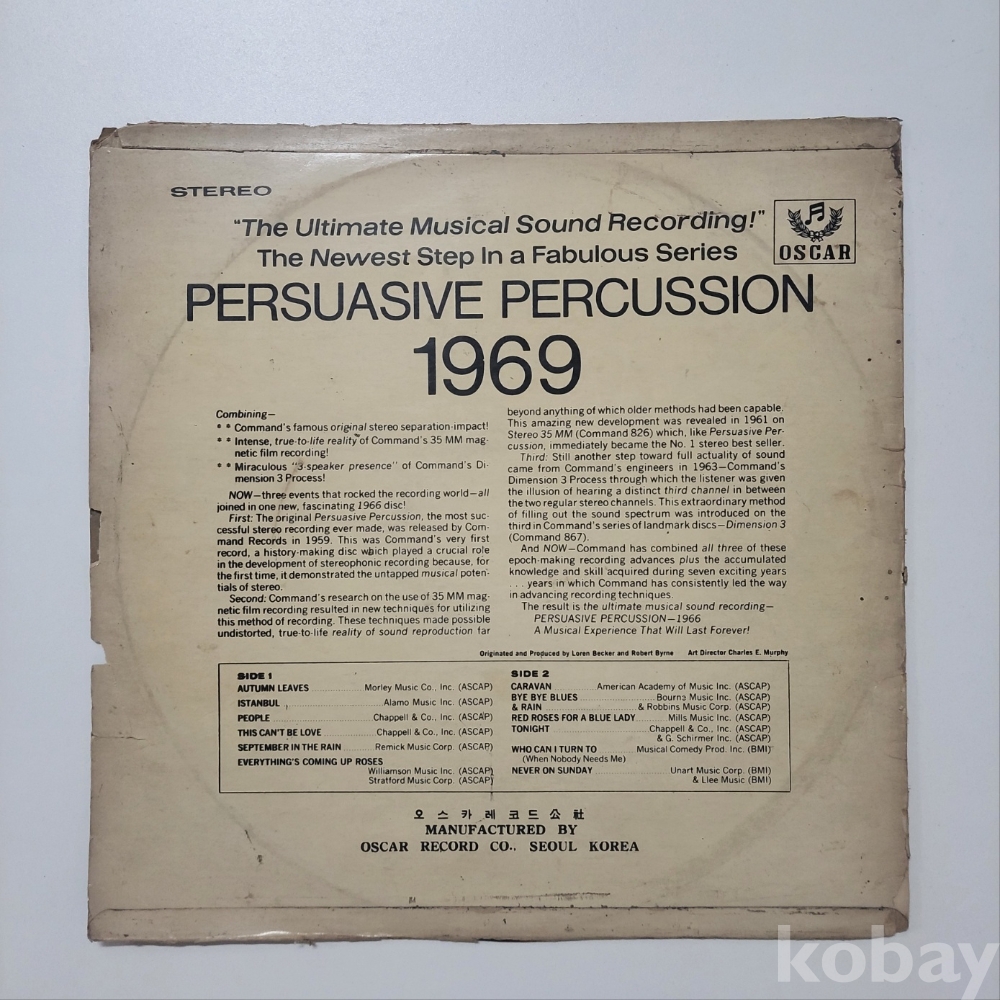 STEREO
"The Ultimate Musical Sound Recording!"
The Newest Step In a Fabulous Series
OSCAR
PERSUASIVE PERCUSSION
1969
Combining—
** Command's famous original stereo separation-impact!
** Intense, true-to-life reality of Command's 35 MM mag-
netic film recording!
** Miraculous "3-speaker presence" of Command's Di-
mension 3 Process!
NOW—three events that rocked the recording world—all
joined in one new, fascinating 1966 disc!
First: The original Persuasive Percussion, the most suc-
cessful stereo recording ever made, was released by Com-
mand Records in 1959. This was Command's very first
record, a history-making disc which played a crucial role
in the development of stereophonic recording because, for
the first time, it demonstrated the untapped musical poten-
tials of stereo.
Second: Command's research on the use of 35 MM mag-
netic film recording resulted in new techniques for utilizing
this method of recording. These techniques made possible
undistorted, true-to-life reality of sound reproduction far
beyond anything of which older methods had been capable.
This amazing new development was revealed in 1961 on
Stereo 35 MM (Command 826) which, like Persuasive Per-
cussion, immediately became the No. 1 stereo best seller.
Third: Still another step toward full actuality of sound
came from Command's engineers in 1963—Command's
Dimension 3 Process through which the listener was given
the illusion of hearing a distinct third channel in between
the two regular stereo channels. This extraordinary method
of filling out the sound spectrum was introduced on the
third in Command's series of landmark discs—Dimension 3
(Command 867).
And NOW—Command has combined all three of these
epoch-making recording advances plus the accumulated
knowledge and skill acquired during seven exciting years
. . . years in which Command has consistently led the way
in advancing recording techniques.
The result is the ultimate musical sound recording—
PERSUASIVE PERCUSSION—1966
A Musical Experience That Will Last Forever!
Originated and Produced by Loren Becker and Robert Byrne Art Director Charles E. Murphy
SIDE 1
AUTUMN LEAVES Morley Music Co., Inc. (ASCAP)
ISTANBUL Alamo Music Inc. (ASCAP)
PEOPLE Chappell & Co., Inc. (ASCAP)
THIS CAN'T BE LOVE Chappell & Co., Inc. (ASCAP)
SEPTEMBER IN THE RAIN Remick Music Corp. (ASCAP)
EVERYTHING'S COMING UP ROSES
Williamson Music Inc. (ASCAP)
Stratford Music Corp. (ASCAP)
SIDE 2
CARAVAN American Academy of Music Inc. (ASCAP)
BYE BYE BLUES Bourne Music Inc. (ASCAP)
& RAIN & Robbins Music Corp. (ASCAP)
RED ROSES FOR A BLUE LADY Mills Music Inc. (ASCAP)
TONIGHT Chappell & Co., Inc. (ASCAP)
& G. Schirmer Inc. (ASCAP)
WHO CAN I TURN TO Musical Comedy Prod. Inc. (BMI)
(When Nobody Needs Me)
NEVER ON SUNDAY Unart Music Corp. (BMI)
& Llee Music (BMI)
오스카레코드公社
MANUFACTURED BY
OSCAR RECORD CO., SEOUL KOREA
kobay